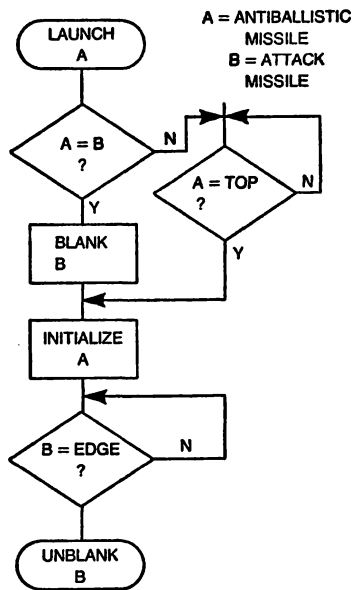 LAUNCH
A
A = ANTIBALLISTIC
MISSILE
B = ATTACK
MISSILE
A = B
?
N
Y
A = TOP
?
N
Y
BLANK
B
INITIALIZE
A
B = EDGE
?
N
UNBLANK
B